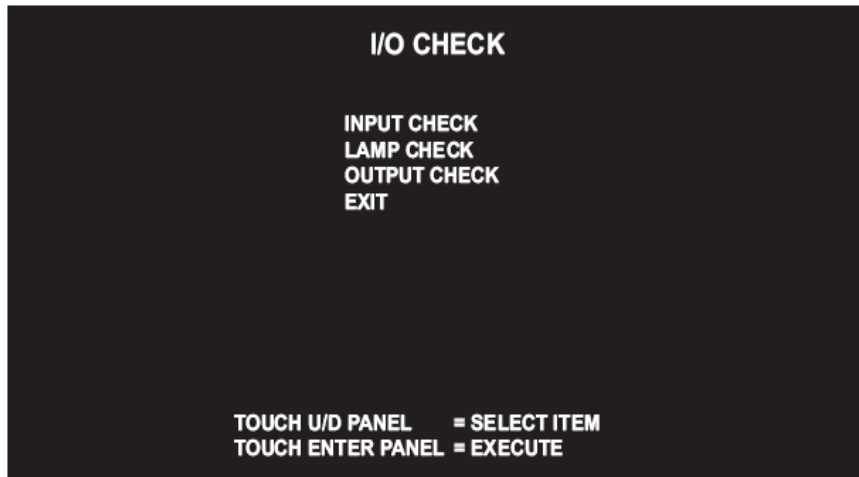 I/O CHECK
INPUT CHECK
LAMP CHECK
OUTPUT CHECK
EXIT
TOUCH U/D PANEL = SELECT ITEM
TOUCH ENTER PANEL = EXECUTE